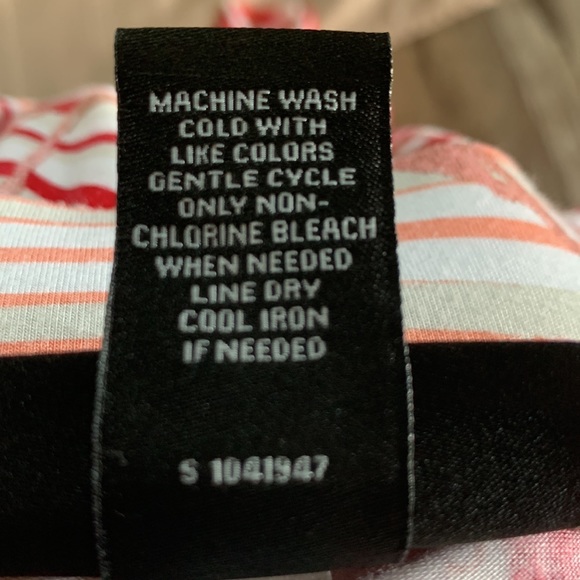 MACHINE WASH
COLD WITH
LIKE COLORS
GENTLE CYCLE
ONLY NON-
CHLORINE BLEACH
WHEN NEEDED
LINE DRY
COOL IRON
IF NEEDED
S 1041947